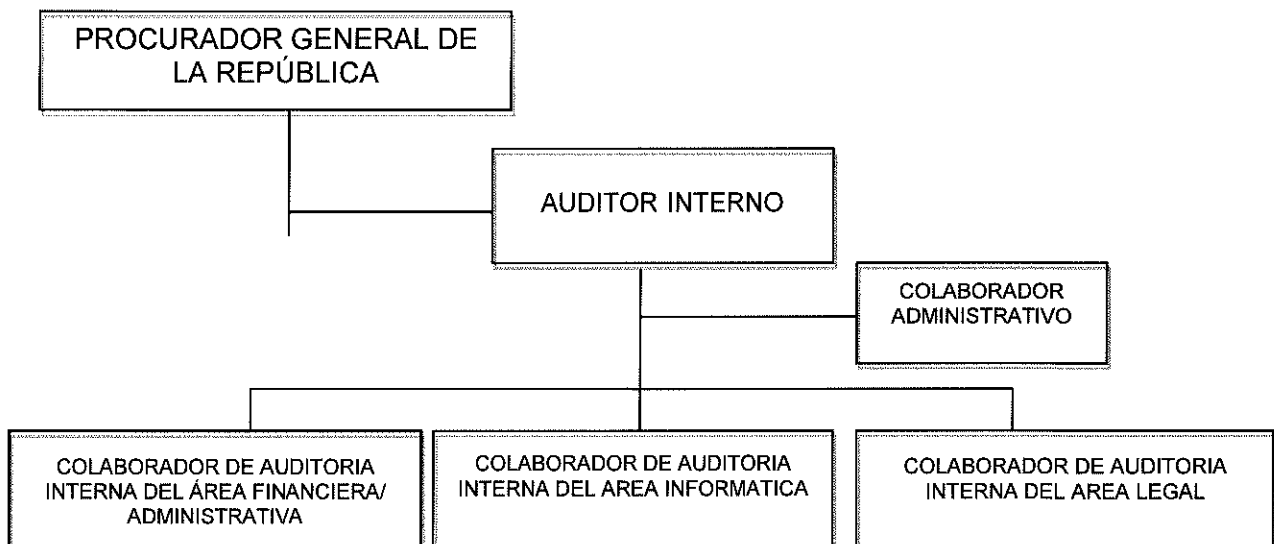 PROCURADOR GENERAL DE
LA REPÚBLICA
AUDITOR INTERNO
COLABORADOR
ADMINISTRATIVO
COLABORADOR DE AUDITORIA
INTERNA DEL ÁREA FINANCIERA/
ADMINISTRATIVA
COLABORADOR DE AUDITORIA
INTERNA DEL AREA INFORMATICA
COLABORADOR DE AUDITORIA
INTERNA DEL AREA LEGAL